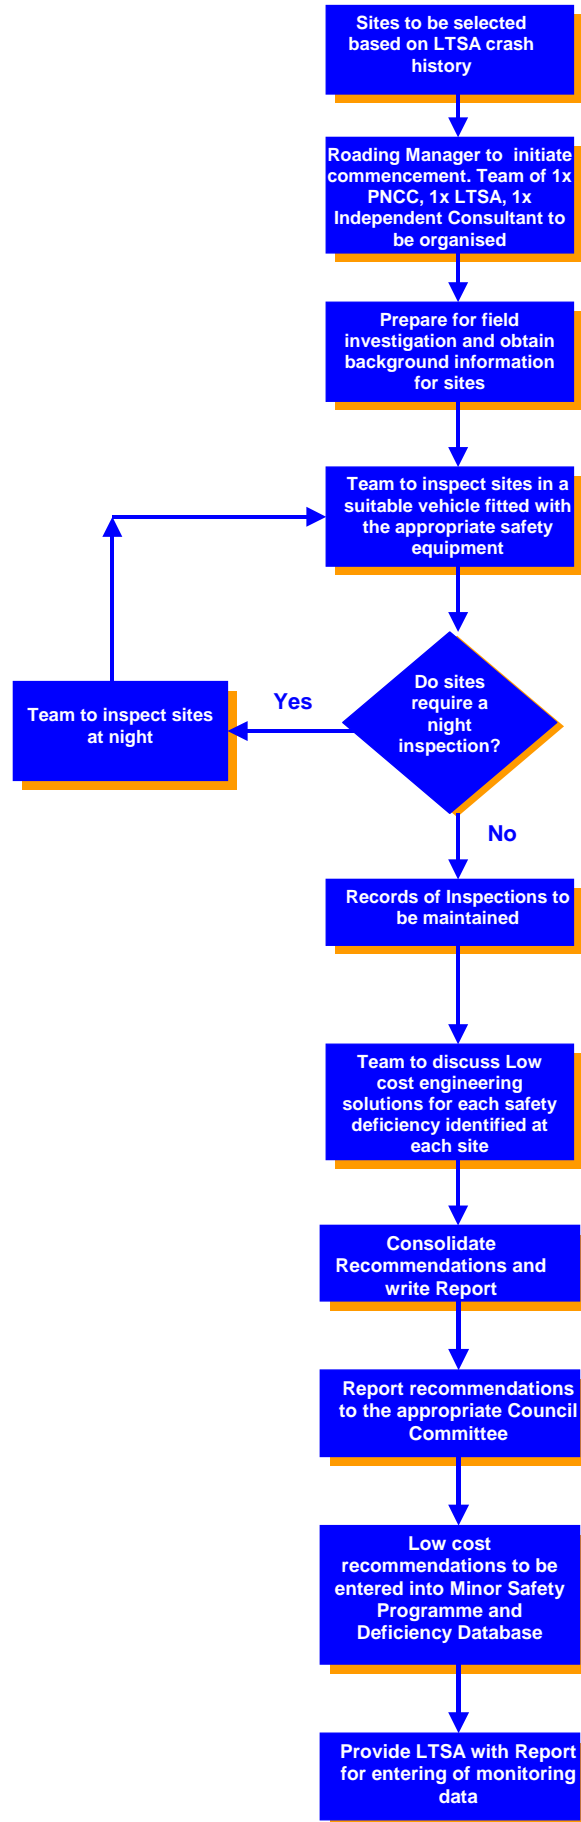 Sites to be selected
based on LTSA crash
history
Roading Manager to initiate
commencement. Team of 1x
PNCC, 1x LTSA, 1x
Independent Consultant to
be organised
Prepare for field
investigation and obtain
background information
for sites
Team to inspect sites in a
suitable vehicle fitted with
the appropriate safety
equipment
Do sites
require a
night
inspection?
Yes
Team to inspect sites
at night
No
Records of Inspections to
be maintained
Team to discuss Low
cost engineering
solutions for each safety
deficiency identified at
each site
Consolidate
Recommendations and
write Report
Report recommendations
to the appropriate Council
Committee
Low cost
recommendations to be
entered into Minor Safety
Programme and
Deficiency Database
Provide LTSA with Report
for entering of monitoring
data